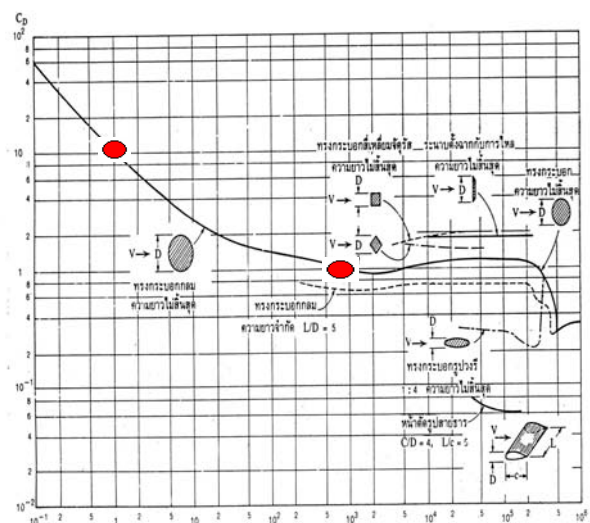 C_D
10²
8
6
4
2
10
8
6
4
2
1
8
6
4
2
10⁻¹
8
6
4
2
10⁻²
ทรงกระบอกสี่เหลี่ยมจัตุรัส
ความยาวไม่สิ้นสุด
D
V
D
V
ระนาบตั้งฉากกับการไหล
ความยาวไม่สิ้นสุด
V D
ทรงกระบอก
ความยาวไม่สิ้นสุด
V D
V D
ทรงกระบอกกลม
ความยาวไม่สิ้นสุด
ทรงกระบอกกลม
ความยาวจำกัด L/D = 5
D
V
ทรงกระบอกรูปวงรี
1 : 4 ความยาวไม่สิ้นสุด
หน้าตัดรูปสายธาร
C/D = 4, L/c = 5
V
L
D
c
10⁻¹ 2 5 1 2 5 10 2 5 10² 2 5 10³ 2 5 10⁴ 2 5 10⁵ 2 5 10⁶